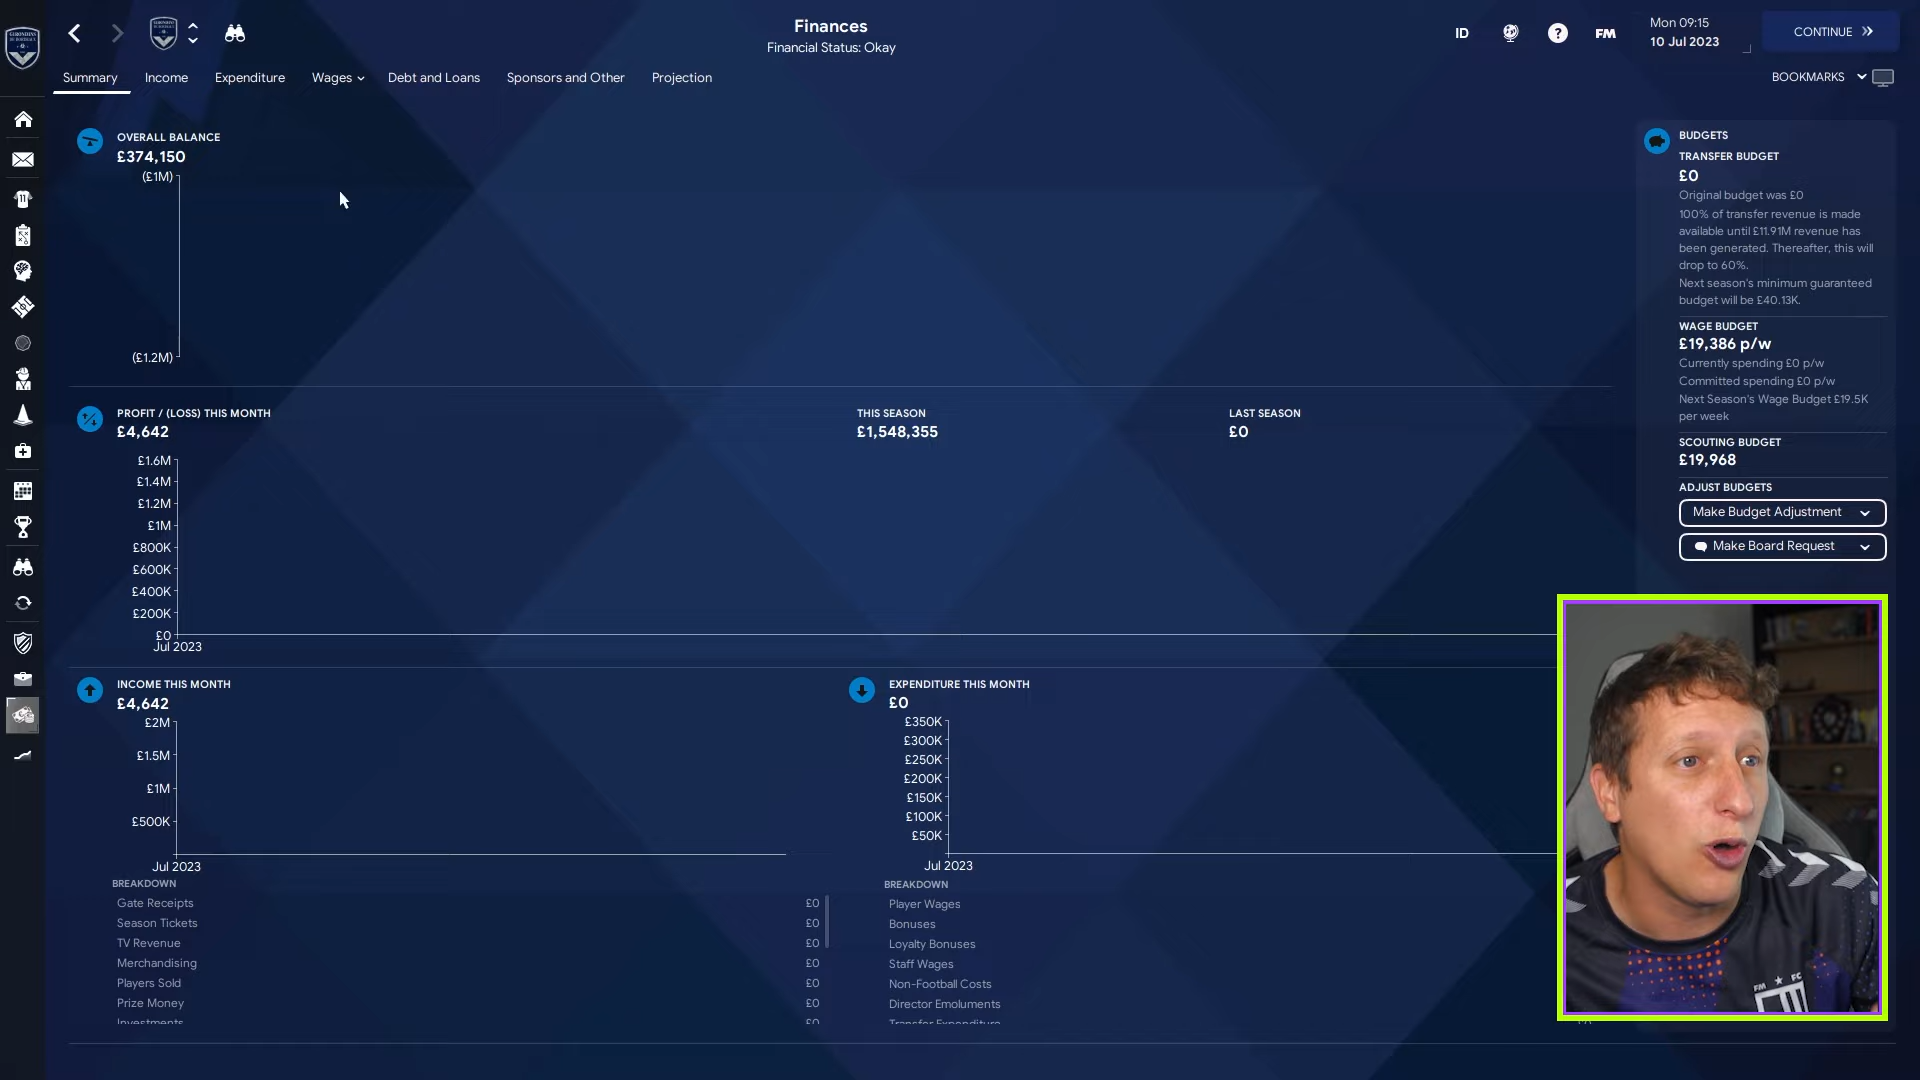 Finances
Financial Status: Okay
ID
?
FM
Mon 09:15
10 Jul 2023
CONTINUE
Summary
Income
Expenditure
Wages
Debt and Loans
Sponsors and Other
Projection
BOOKMARKS
OVERALL BALANCE
£374,150
(£1M)
(£1.2M)
PROFIT / (LOSS) THIS MONTH
£4,642
THIS SEASON
£1,548,355
LAST SEASON
£0
£1.6M
£1.4M
£1.2M
£1M
£800K
£600K
£400K
£200K
£0
Jul 2023
INCOME THIS MONTH
£4,642
£2M
£1.5M
£1M
£500K
Jul 2023
BREAKDOWN
Gate Receipts £0
Season Tickets £0
TV Revenue £0
Merchandising £0
Players Sold £0
Prize Money £0
Investments £0
EXPENDITURE THIS MONTH
£0
£350K
£300K
£250K
£200K
£150K
£100K
£50K
Jul 2023
BREAKDOWN
Player Wages
Bonuses
Loyalty Bonuses
Staff Wages
Non-Football Costs
Director Emoluments
Transfer Expenditure
BUDGETS
TRANSFER BUDGET
£0
Original budget was £0
100% of transfer revenue is made
available until £11.91M revenue has
been generated. Thereafter, this will
drop to 60%.
Next season's minimum guaranteed
budget will be £40.13K.
WAGE BUDGET
£19,386 p/w
Currently spending £0 p/w
Committed spending £0 p/w
Next Season's Wage Budget £19.5K
per week
SCOUTING BUDGET
£19,968
ADJUST BUDGETS
Make Budget Adjustment
Make Board Request
FM FC